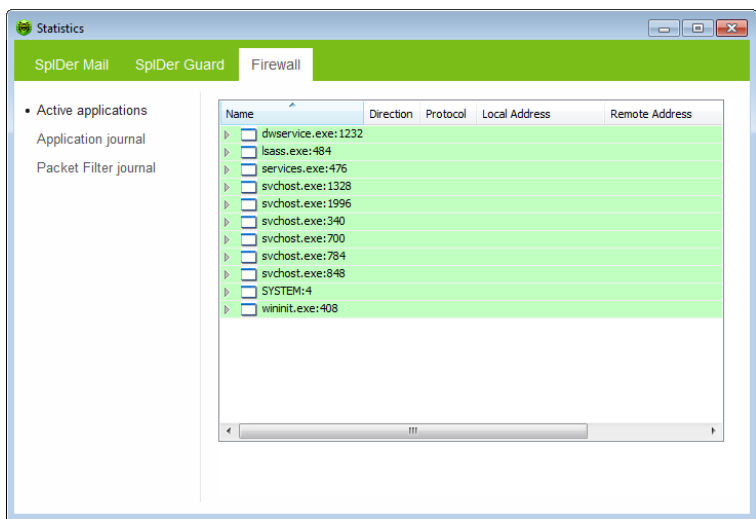 Statistics
SpIDer Mail SpIDer Guard Firewall
Active applications
Application journal
Packet Filter journal
Name Direction Protocol Local Address Remote Address
dwservice.exe:1232
lsass.exe:484
services.exe:476
svchost.exe:1328
svchost.exe:1996
svchost.exe:340
svchost.exe:700
svchost.exe:784
svchost.exe:848
SYSTEM:4
wininit.exe:408